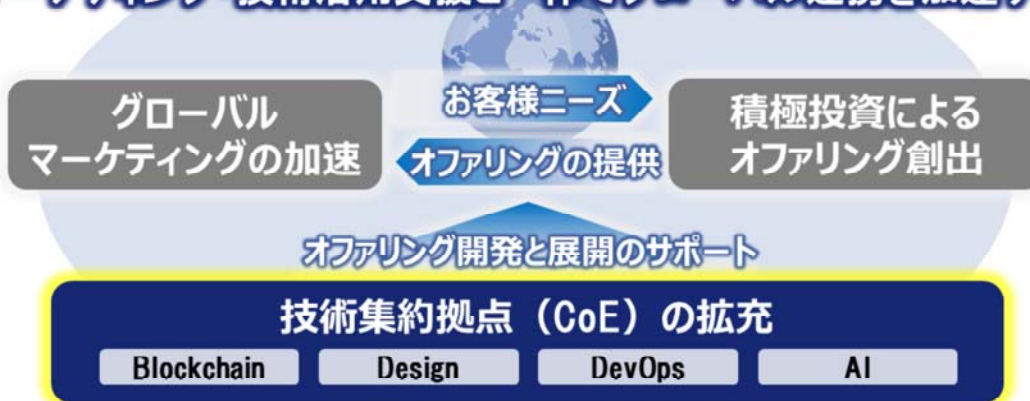 グローバル
マーケティングの加速
お客様ニーズ
オファリングの提供
積極投資による
オファリング創出
オファリング開発と展開のサポート
技術集約拠点（CoE）の拡充
Blockchain
Design
DevOps
AI